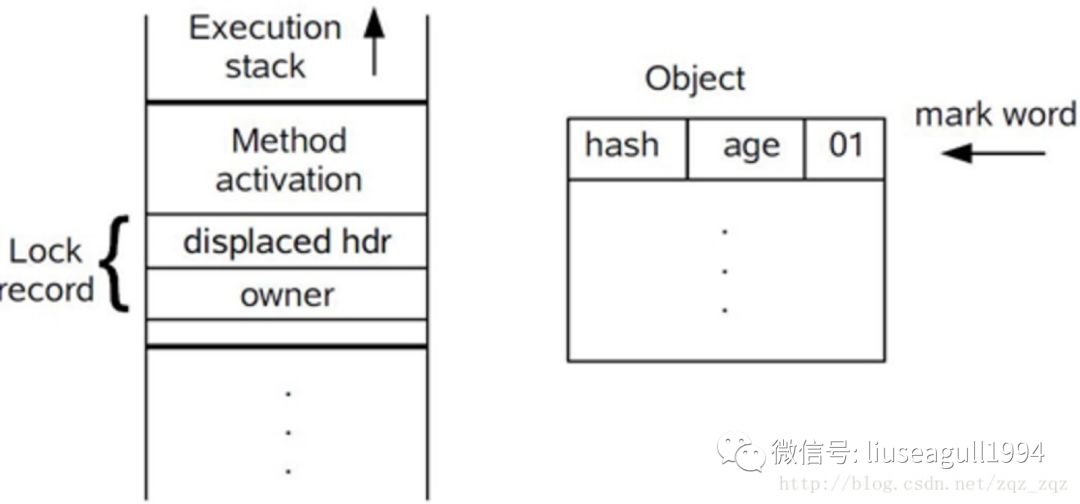 Execution
stack
Method
activation
Lock
record
displaced hdr
owner
.
.
.
Object
mark word
hash age 01
.
.
.
微信号: liuseagull1994
http://blog.csdn.net/zqz_zqz